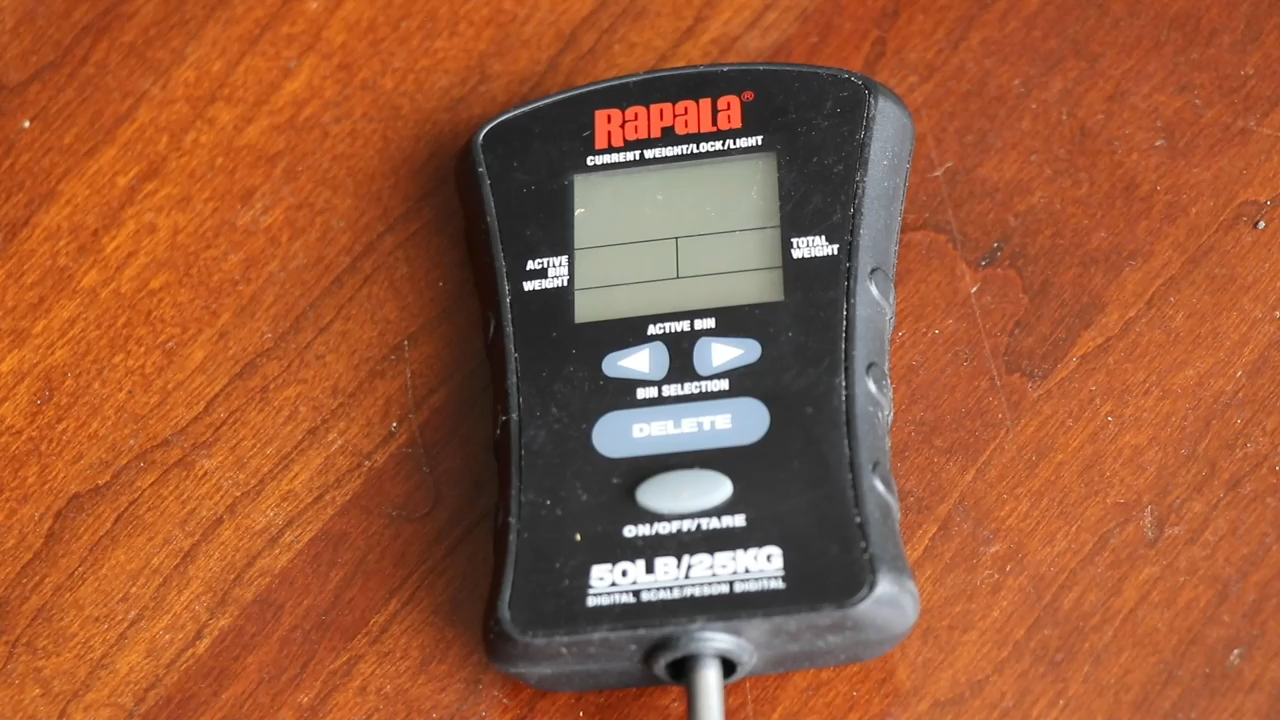 RAPALA®
CURRENT WEIGHT/LOCK/LIGHT
ACTIVE
BIN
WEIGHT
TOTAL
WEIGHT
ACTIVE BIN
BIN SELECTION
DELETE
ON/OFF/TARE
50LB/25KG
DIGITAL SCALE/PESON DIGITAL